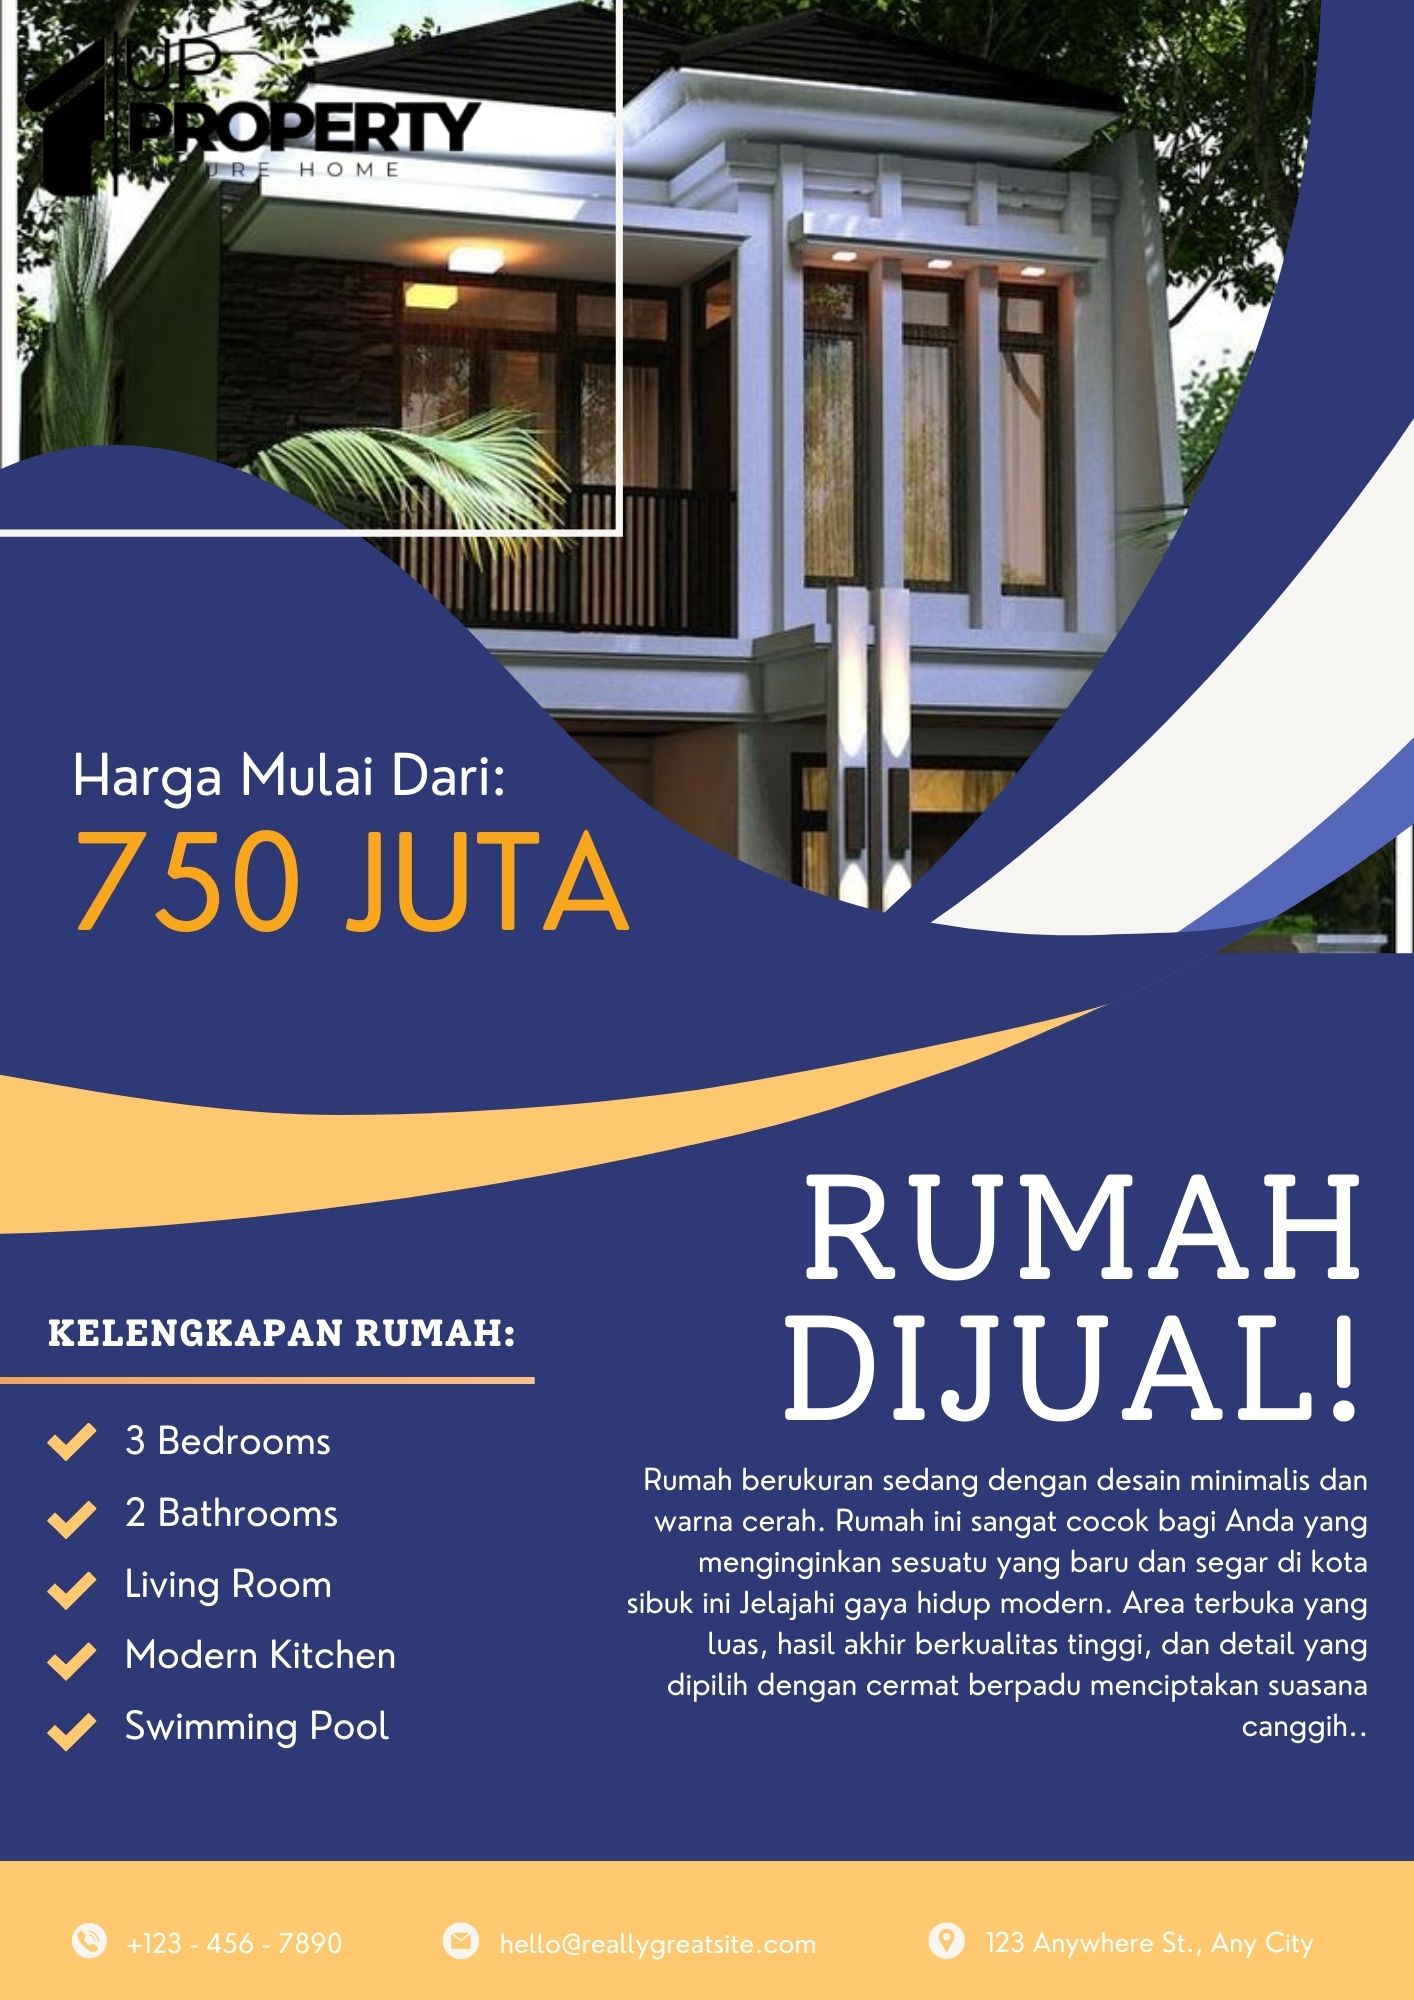 UP
PROPERTY
HOME
Harga Mulai Dari:
750 JUTA
RUMAH
DIJUAL!
KELENGKAPAN RUMAH:
3 Bedrooms
2 Bathrooms
Living Room
Modern Kitchen
Swimming Pool
Rumah berukuran sedang dengan desain minimalis dan
warna cerah. Rumah ini sangat cocok bagi Anda yang
menginginkan sesuatu yang baru dan segar di kota
sibuk ini Jelajahi gaya hidup modern. Area terbuka yang
luas, hasil akhir berkualitas tinggi, dan detail yang
dipilih dengan cermat berpadu menciptakan suasana
canggih..
+123 - 456 - 7890
hello@reallygreatsite.com
123 Anywhere St., Any City